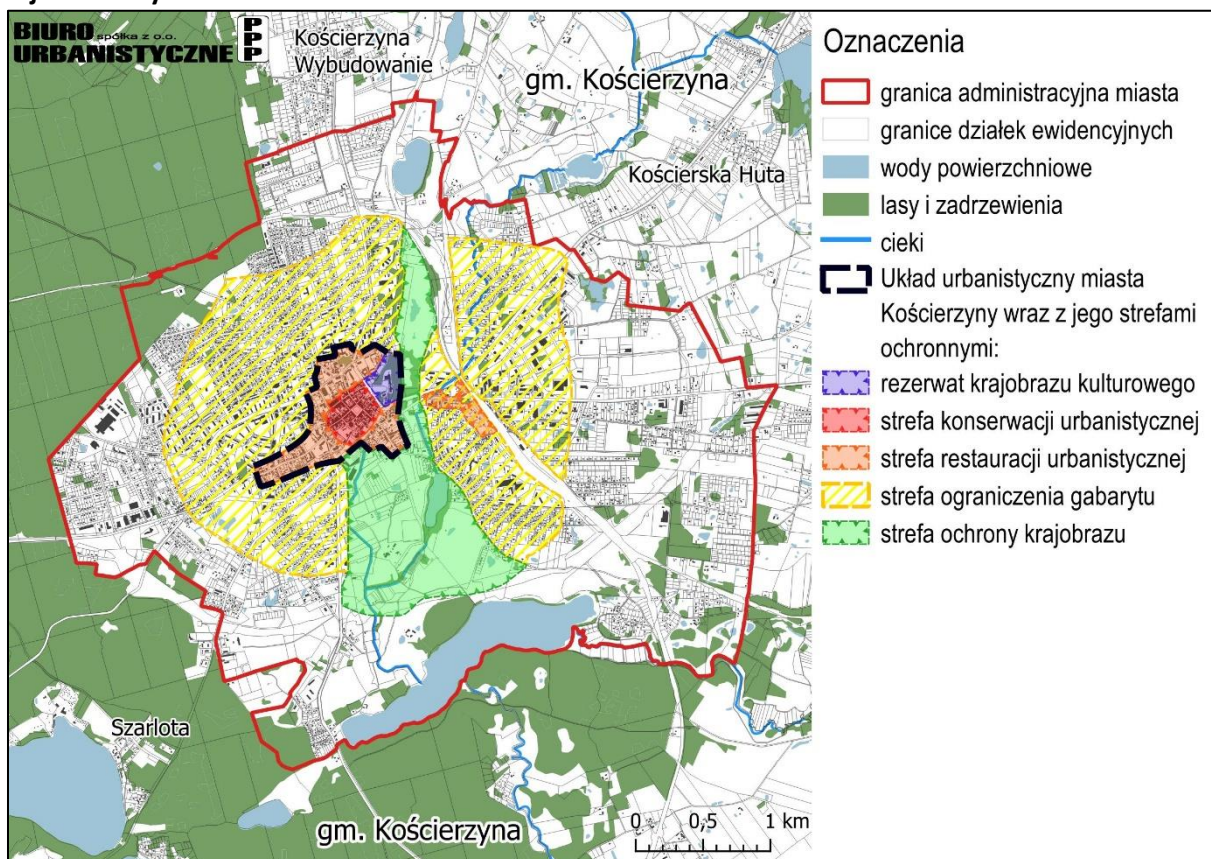 BIURO spółka z o.o.
URBANISTYCZNE
P
P
P
Kościerzyna
Wybudowanie
gm. Kościerzyna
Kościerska Huta
Szarlota
gm. Kościerzyna
0 0,5 1 km
Oznaczenia
granica administracyjna miasta
granice działek ewidencyjnych
wody powierzchniowe
lasy i zadrzewienia
cieki
Układ urbanistyczny miasta
Kościerzyny wraz z jego strefami
ochronnymi:
rezerwat krajobrazu kulturowego
strefa konserwacji urbanistycznej
strefa restauracji urbanistycznej
strefa ograniczenia gabarytu
strefa ochrony krajobrazu